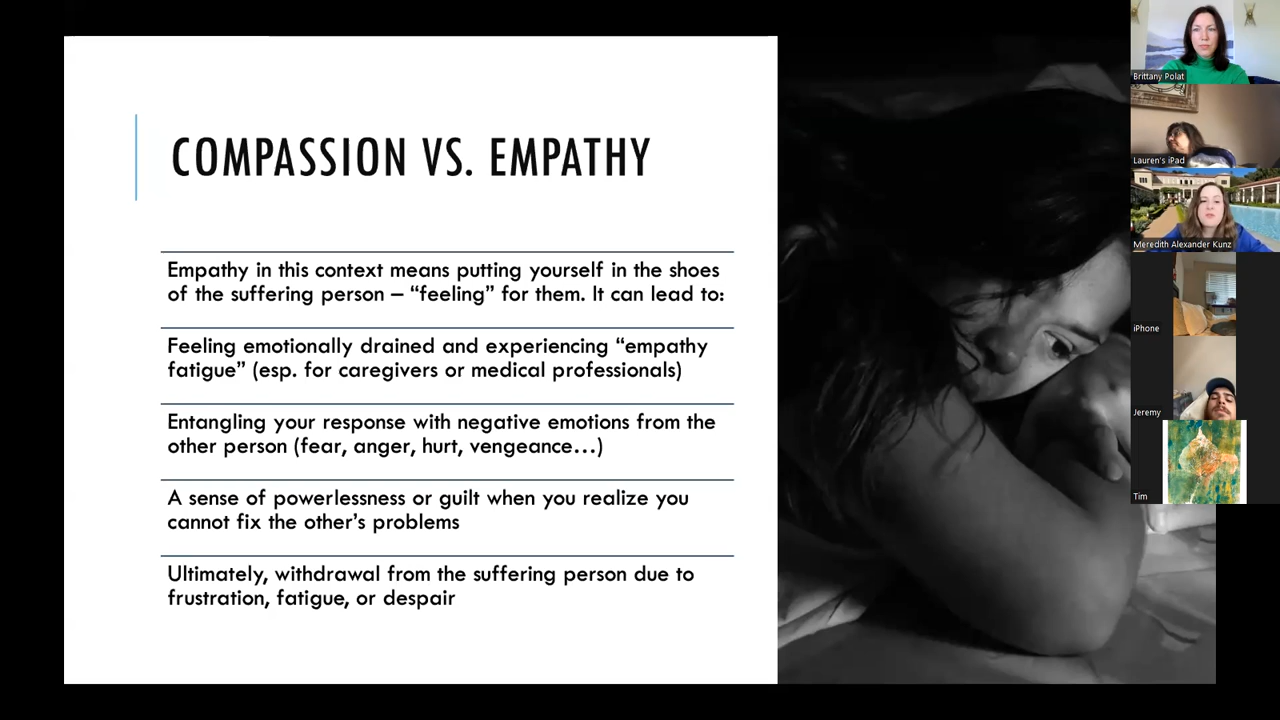 COMPASSION VS. EMPATHY
Empathy in this context means putting yourself in the shoes
of the suffering person – “feeling” for them. It can lead to:
Feeling emotionally drained and experiencing “empathy
fatigue” (esp. for caregivers or medical professionals)
Entangling your response with negative emotions from the
other person (fear, anger, hurt, vengeance…)
A sense of powerlessness or guilt when you realize you
cannot fix the other’s problems
Ultimately, withdrawal from the suffering person due to
frustration, fatigue, or despair
Brittany Polat
Lauren's iPad
Meredith Alexander Kunz
iPhone
Jeremy
Tim